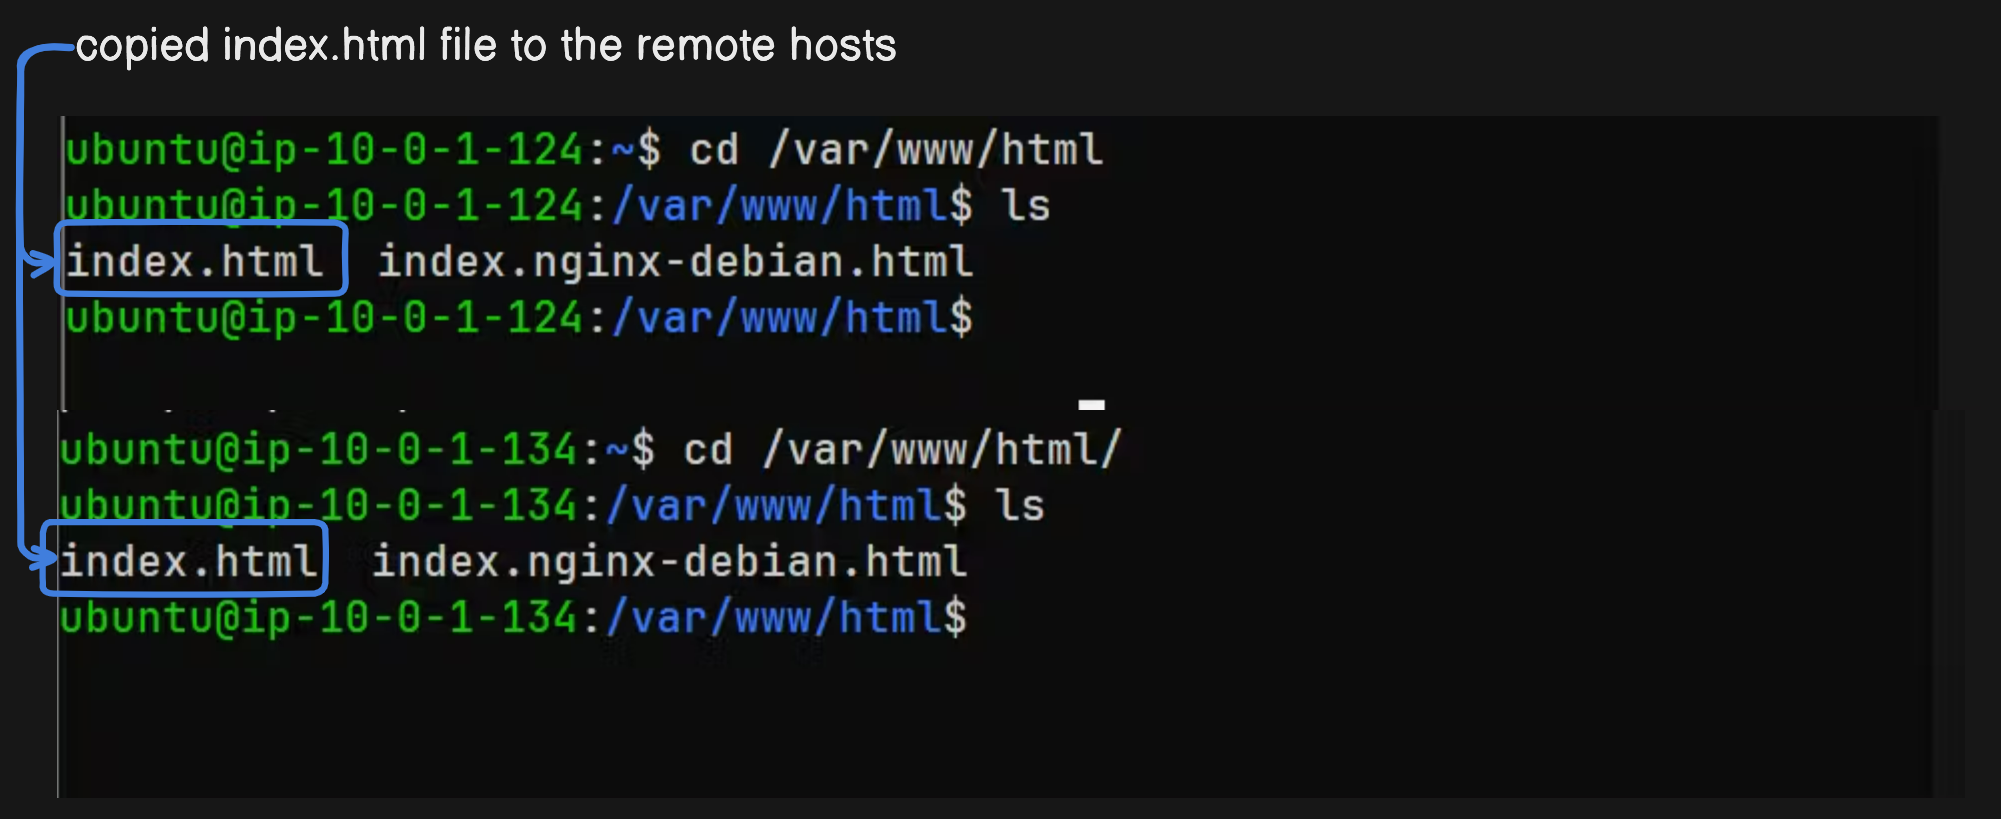 copied index.html file to the remote hosts
ubuntu@ip-10-0-1-124:~$ cd /var/www/html
ubuntu@ip-10-0-1-124:/var/www/html$ ls
index.html  index.nginx-debian.html
ubuntu@ip-10-0-1-124:/var/www/html$
ubuntu@ip-10-0-1-134:~$ cd /var/www/html/
ubuntu@ip-10-0-1-134:/var/www/html$ ls
index.html  index.nginx-debian.html
ubuntu@ip-10-0-1-134:/var/www/html$